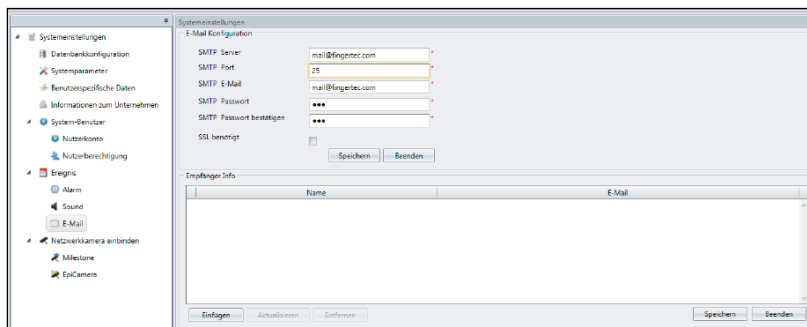 Systemeinstellungen
Datenbankkonfiguration
Systemparameter
Benutzerspezifische Daten
Informationen zum Unternehmen
System-Benutzer
Nutzerkonto
Nutzerberechtigung
Ereignis
Alarm
Sound
E-Mail
Netzwerkkamera einbinden
Milestone
EpiCamera
Systemeinstellungen
E-Mail Konfiguration
SMTP Server mail@fingertec.com *
SMTP Port 25 *
SMTP E-Mail mail@fingertec.com *
SMTP Passwort ●●● *
SMTP Passwort bestätigen ●●● *
SSL benötigt
Speichern Beenden
Empfänger Info
Name E-Mail
Einfügen Aktualisieren Entfernen Speichern Beenden